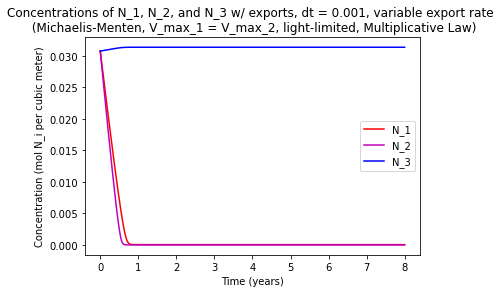 Concentrations of N_1, N_2, and N_3 w/ exports, dt = 0.001, variable export rate
(Michaelis-Menten, V_max_1 = V_max_2, light-limited, Multiplicative Law)
Concentration (mol N_i per cubic meter)
0.030
0.025
0.020
0.015
0.010
0.005
0.000
N_1
N_2
N_3
0 1 2 3 4 5 6 7 8
Time (years)